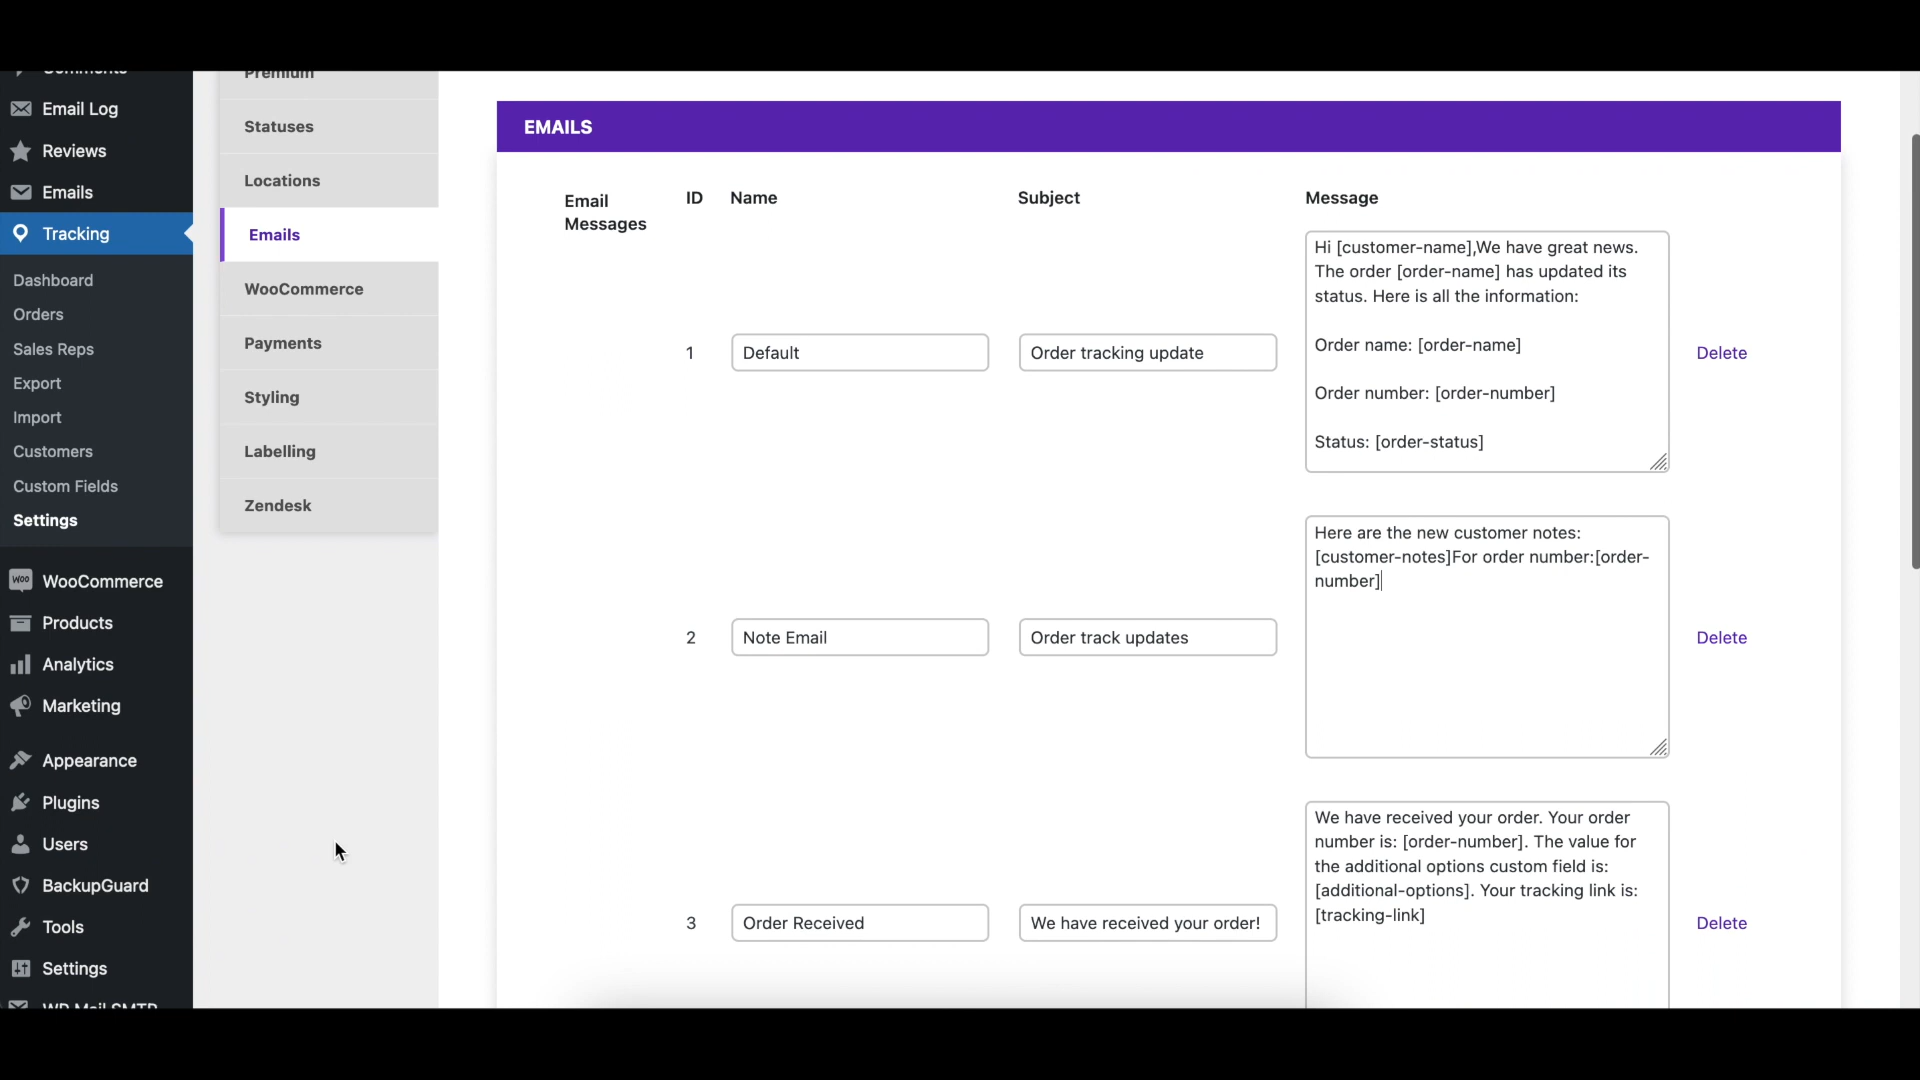 Email Log
Reviews
Emails
Tracking
Dashboard
Orders
Sales Reps
Export
Import
Customers
Custom Fields
Settings
WooCommerce
Products
Analytics
Marketing
Appearance
Plugins
Users
BackupGuard
Tools
Settings
WP Mail SMTP
Premium
Statuses
Locations
Emails
WooCommerce
Payments
Styling
Labelling
Zendesk
EMAILS
Email
Messages
ID Name Subject Message
1 Default Order tracking update
Hi [customer-name],We have great news.
The order [order-name] has updated its
status. Here is all the information:
Order name: [order-name]
Order number: [order-number]
Status: [order-status]
Delete
2 Note Email Order track updates
Here are the new customer notes:
[customer-notes]For order number:[order-
number]
Delete
3 Order Received We have received your order!
We have received your order. Your order
number is: [order-number]. The value for
the additional options custom field is:
[additional-options]. Your tracking link is:
[tracking-link]
Delete